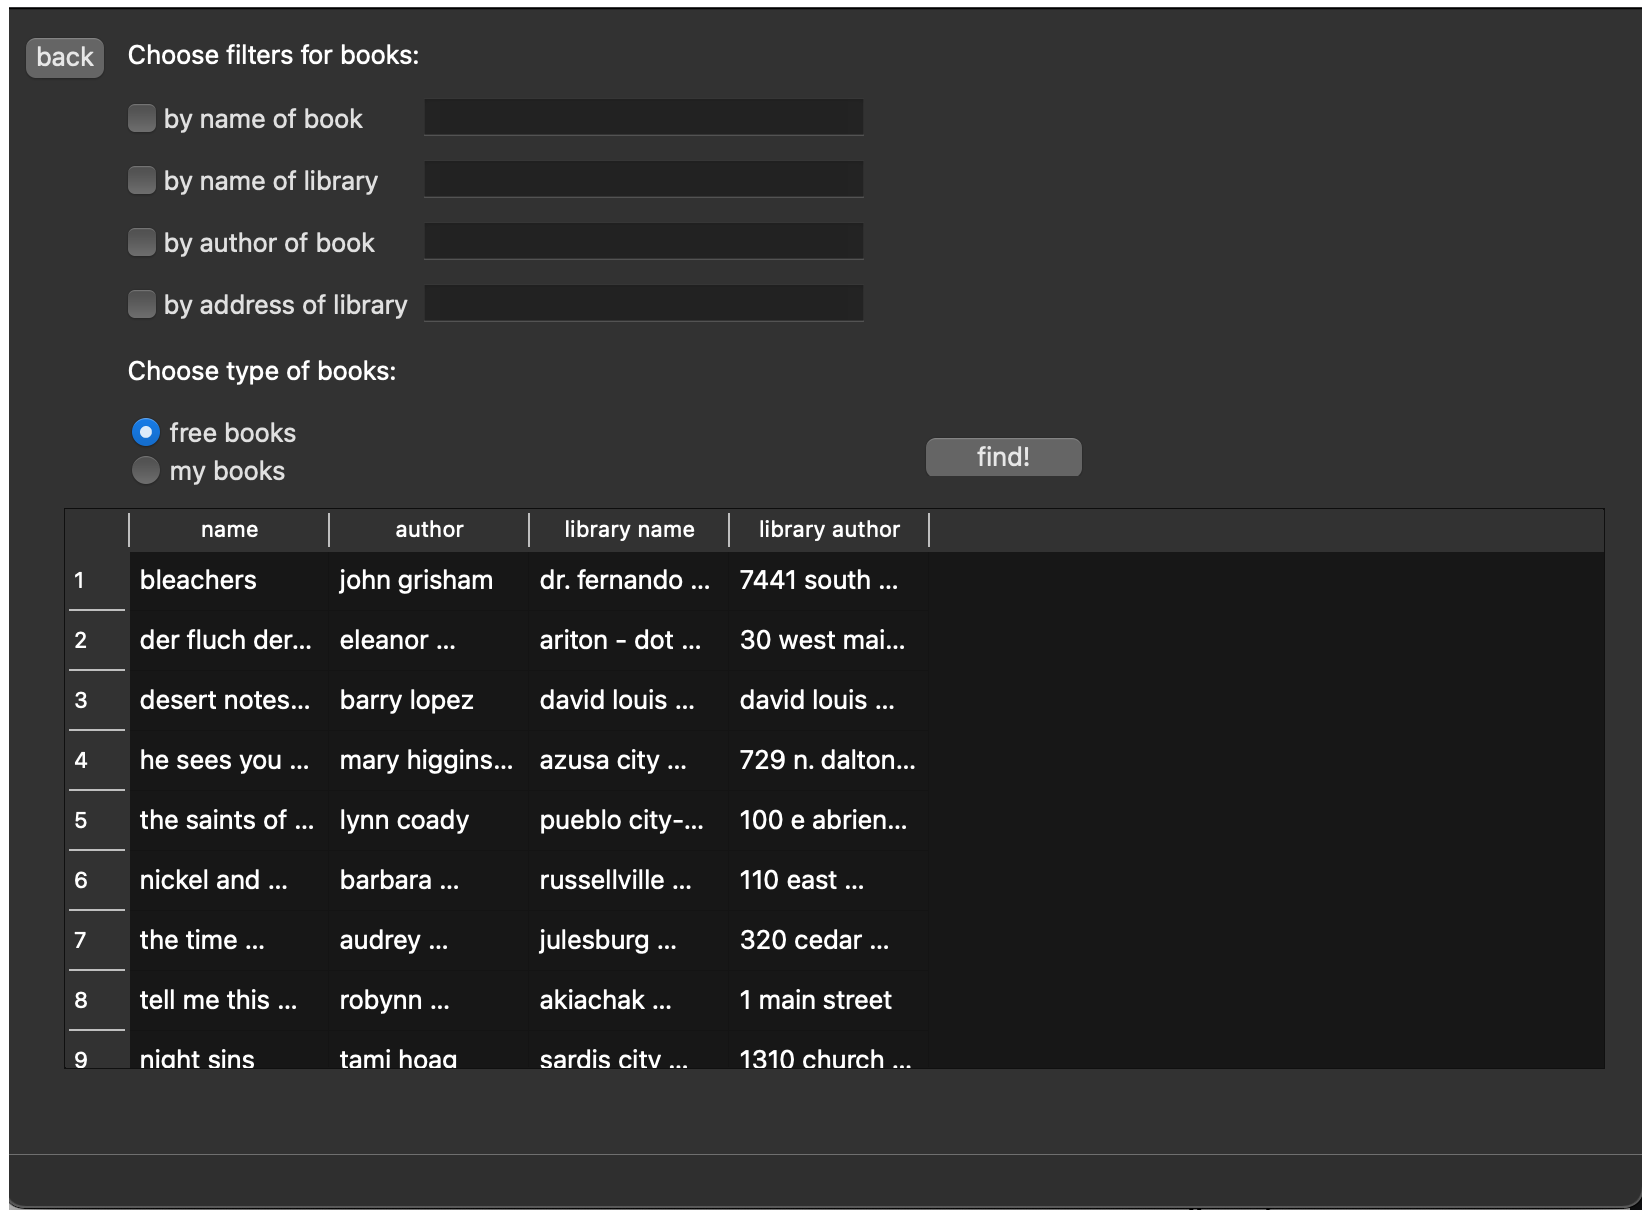 back
Choose filters for books:
by name of book
by name of library
by author of book
by address of library
Choose type of books:
free books
my books
find!
name author library name library author
1 bleachers john grisham dr. fernando ... 7441 south ...
2 der fluch der... eleanor ... ariton - dot ... 30 west mai...
3 desert notes... barry lopez david louis ... david louis ...
4 he sees you ... mary higgins... azusa city ... 729 n. dalton...
5 the saints of ... lynn coady pueblo city-... 100 e abrien...
6 nickel and ... barbara ... russellville ... 110 east ...
7 the time ... audrey ... julesburg ... 320 cedar ...
8 tell me this ... robynn ... akiachak ... 1 main street
9 night sins tami hoag sardis city ... 1310 church ...